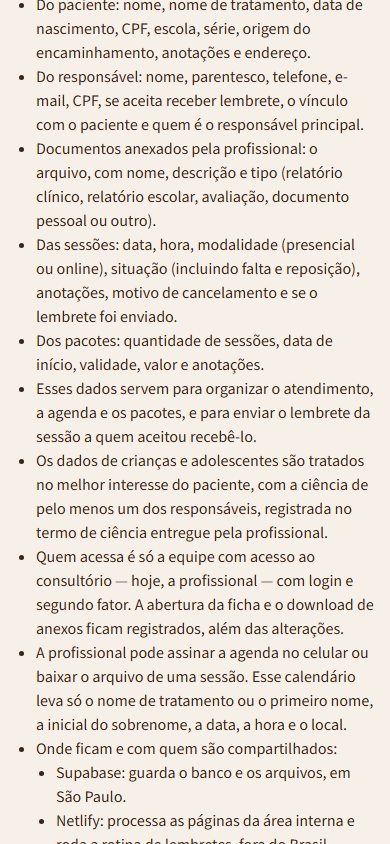 Do paciente: nome, nome de tratamento, data de
nascimento, CPF, escola, série, origem do
encaminhamento, anotações e endereço.
Do responsável: nome, parentesco, telefone, e-
mail, CPF, se aceita receber lembrete, o vínculo
com o paciente e quem é o responsável principal.
Documentos anexados pela profissional: o
arquivo, com nome, descrição e tipo (relatório
clínico, relatório escolar, avaliação, documento
pessoal ou outro).
Das sessões: data, hora, modalidade (presencial
ou online), situação (incluindo falta e reposição),
anotações, motivo de cancelamento e se o
lembrete foi enviado.
Dos pacotes: quantidade de sessões, data de
início, validade, valor e anotações.
Esses dados servem para organizar o atendimento,
a agenda e os pacotes, e para enviar o lembrete da
sessão a quem aceitou recebê-lo.
Os dados de crianças e adolescentes são tratados
no melhor interesse do paciente, com a ciência de
pelo menos um dos responsáveis, registrada no
termo de ciência entregue pela profissional.
Quem acessa é só a equipe com acesso ao
consultório — hoje, a profissional — com login e
segundo fator. A abertura da ficha e o download de
anexos ficam registrados, além das alterações.
A profissional pode assinar a agenda no celular ou
baixar o arquivo de uma sessão. Esse calendário
leva só o nome de tratamento ou o primeiro nome,
a inicial do sobrenome, a data, a hora e o local.
Onde ficam e com quem são compartilhados:
Supabase: guarda o banco e os arquivos, em
São Paulo.
Netlify: processa as páginas da área interna e
roda a rotina de lembretes, fora do Brasil